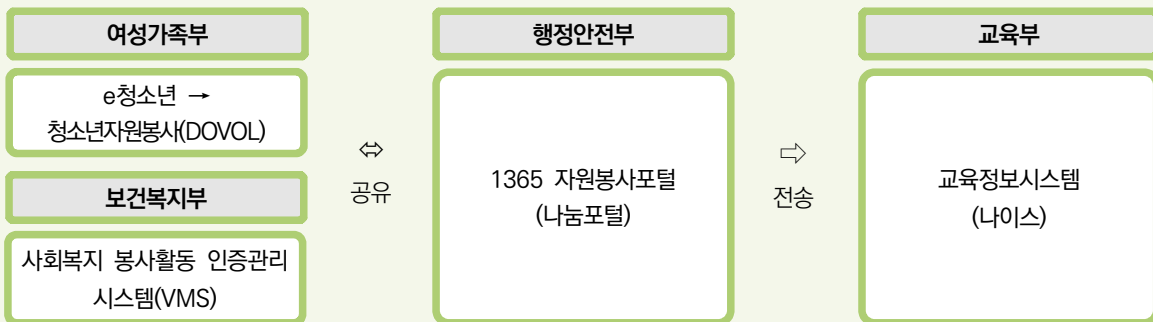 여성가족부
e청소년 →
청소년자원봉사(DOVOL)
보건복지부
사회복지 봉사활동 인증관리
시스템(VMS)
⇔
공유
행정안전부
1365 자원봉사포털
(나눔포털)
⇨
전송
교육부
교육정보시스템
(나이스)